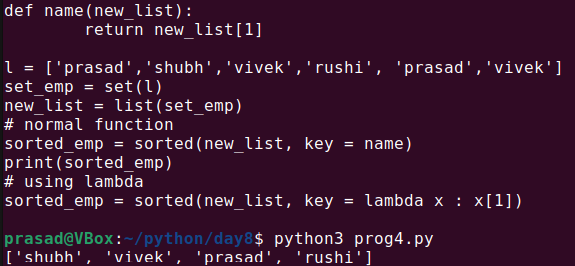 def name(new_list):
        return new_list[1]

l = ['prasad','shubh','vivek','rushi', 'prasad','vivek']
set_emp = set(l)
new_list = list(set_emp)
# normal function
sorted_emp = sorted(new_list, key = name)
print(sorted_emp)
# using lambda
sorted_emp = sorted(new_list, key = lambda x : x[1])

prasad@VBox:~/python/day8$ python3 prog4.py
['shubh', 'vivek', 'prasad', 'rushi']